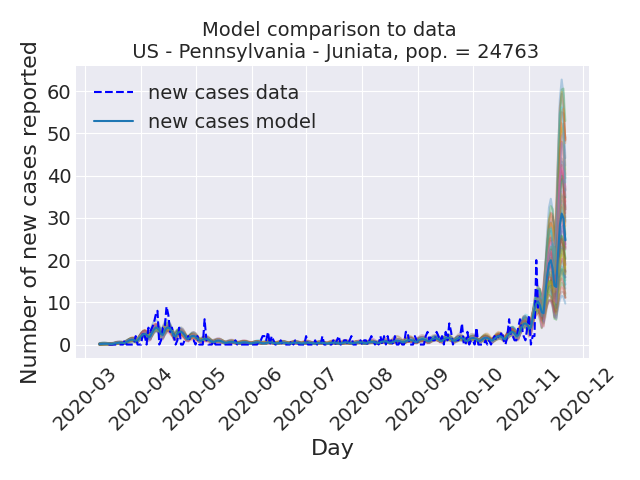 Model comparison to data
US - Pennsylvania - Juniata, pop. = 24763
Number of new cases reported
60
50
40
30
20
10
0
new cases data
new cases model
2020-03
2020-04
2020-05
2020-06
2020-07
2020-08
2020-09
2020-10
2020-11
2020-12
Day